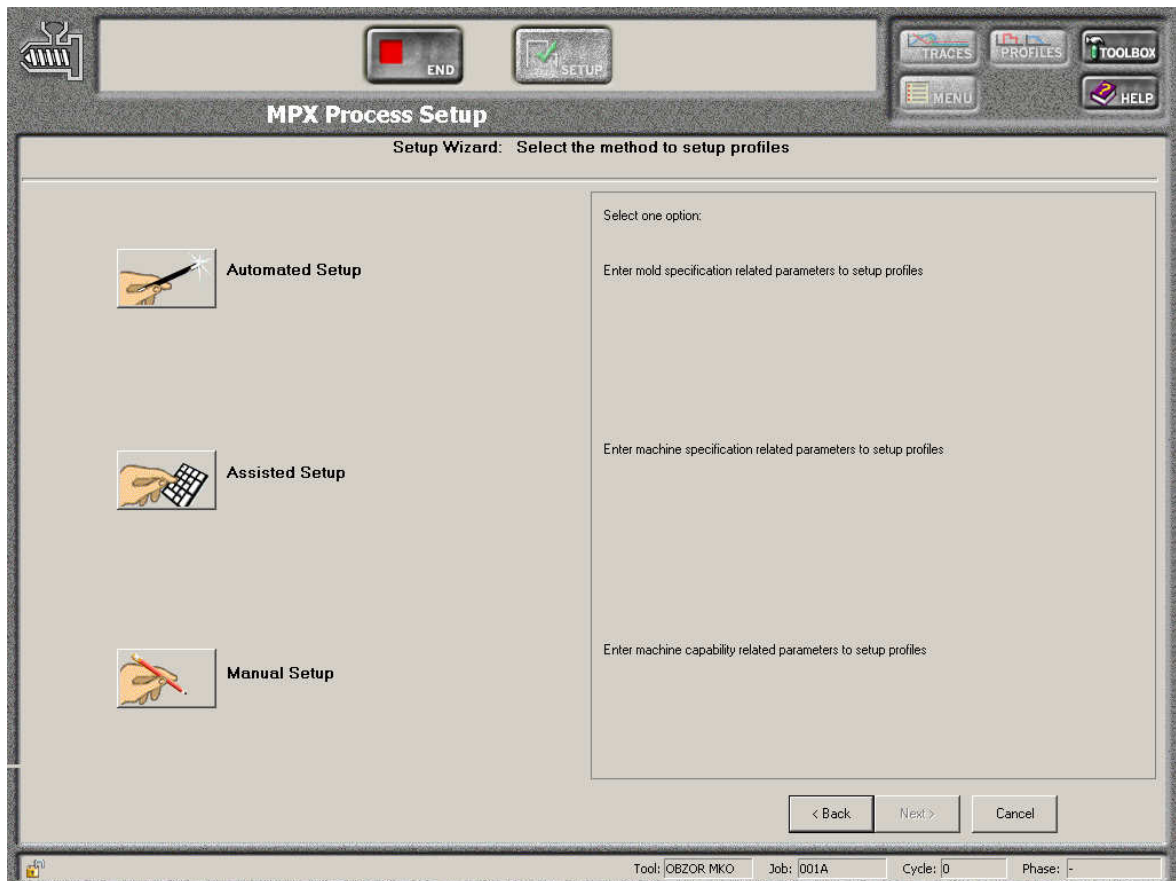 END
SETUP
TRACES
PROFILES
TOOLBOX
MENU
HELP
MPX Process Setup
Setup Wizard: Select the method to setup profiles
Select one option:
Automated Setup
Enter mold specification related parameters to setup profiles
Assisted Setup
Enter machine specification related parameters to setup profiles
Manual Setup
Enter machine capability related parameters to setup profiles
< Back
Next >
Cancel
Tool: OBZOR MKO Job: 001A Cycle: 0 Phase: -